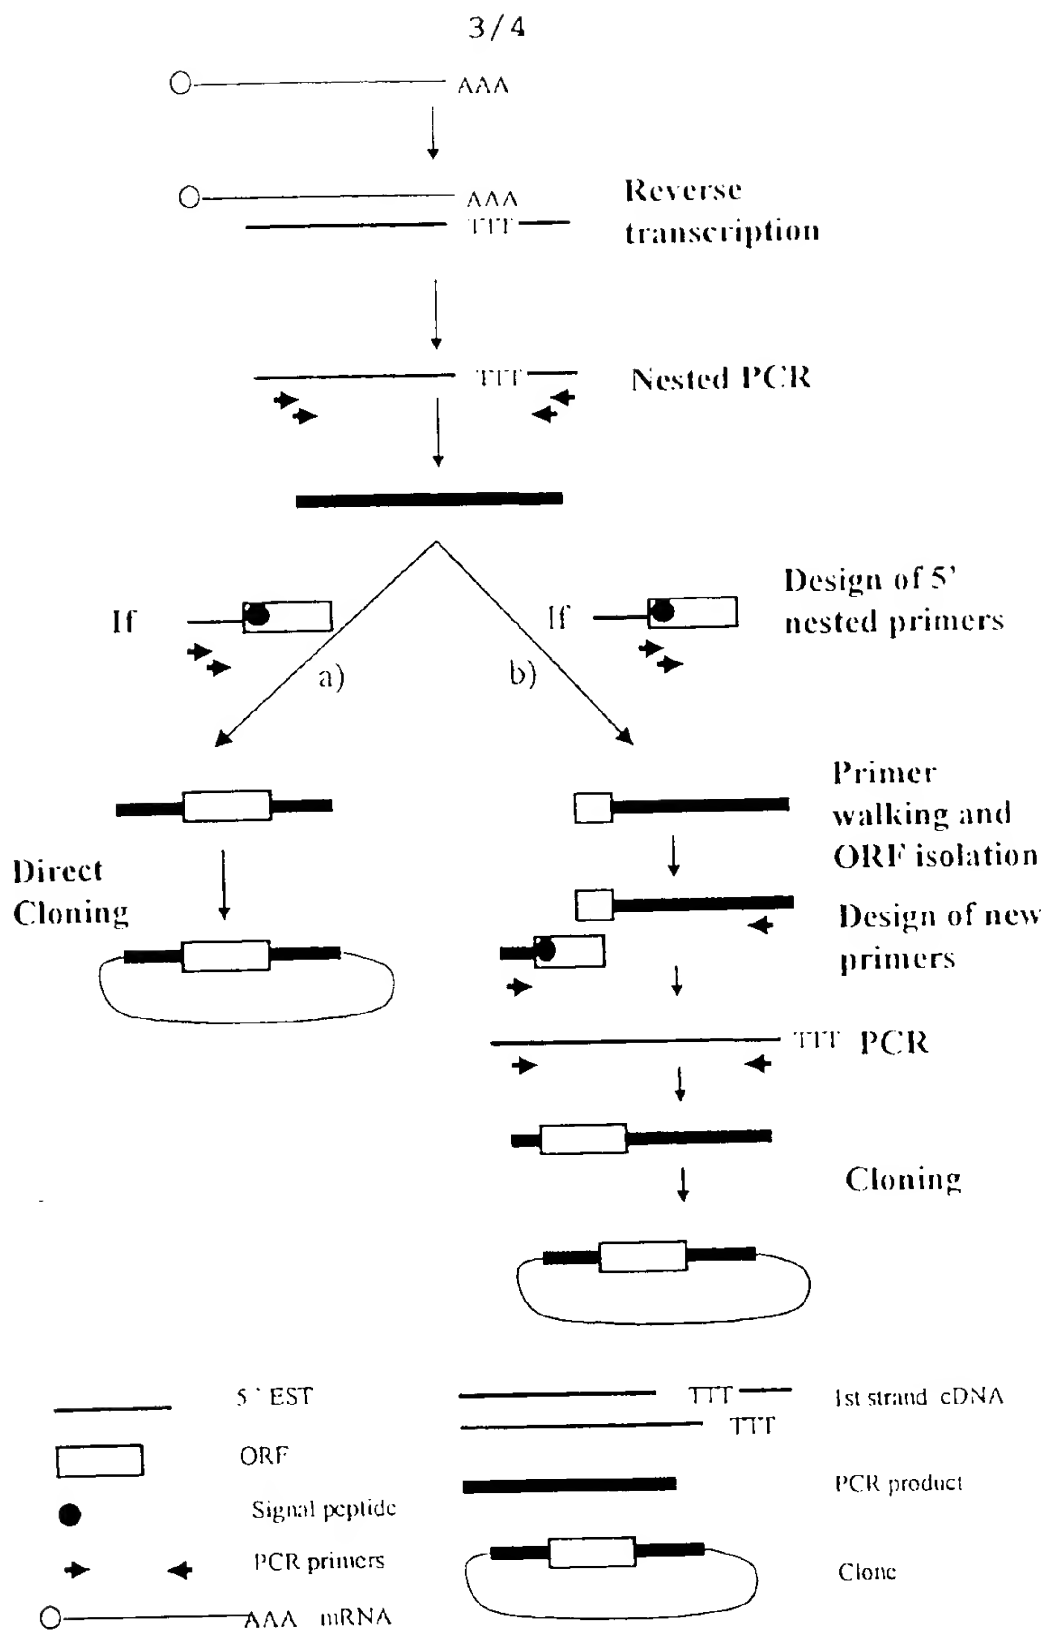 3/4
AAA
AAA
TTT
Reverse
transcription
TTT
Nested PCR
If
If
Design of 5'
nested primers
a)
b)
Primer
walking and
ORF isolation
Direct
Cloning
Design of new
primers
TTT PCR
Cloning
5' EST
TTT
1st strand cDNA
TTT
ORF
PCR product
Signal peptide
PCR primers
Clone
AAA mRNA